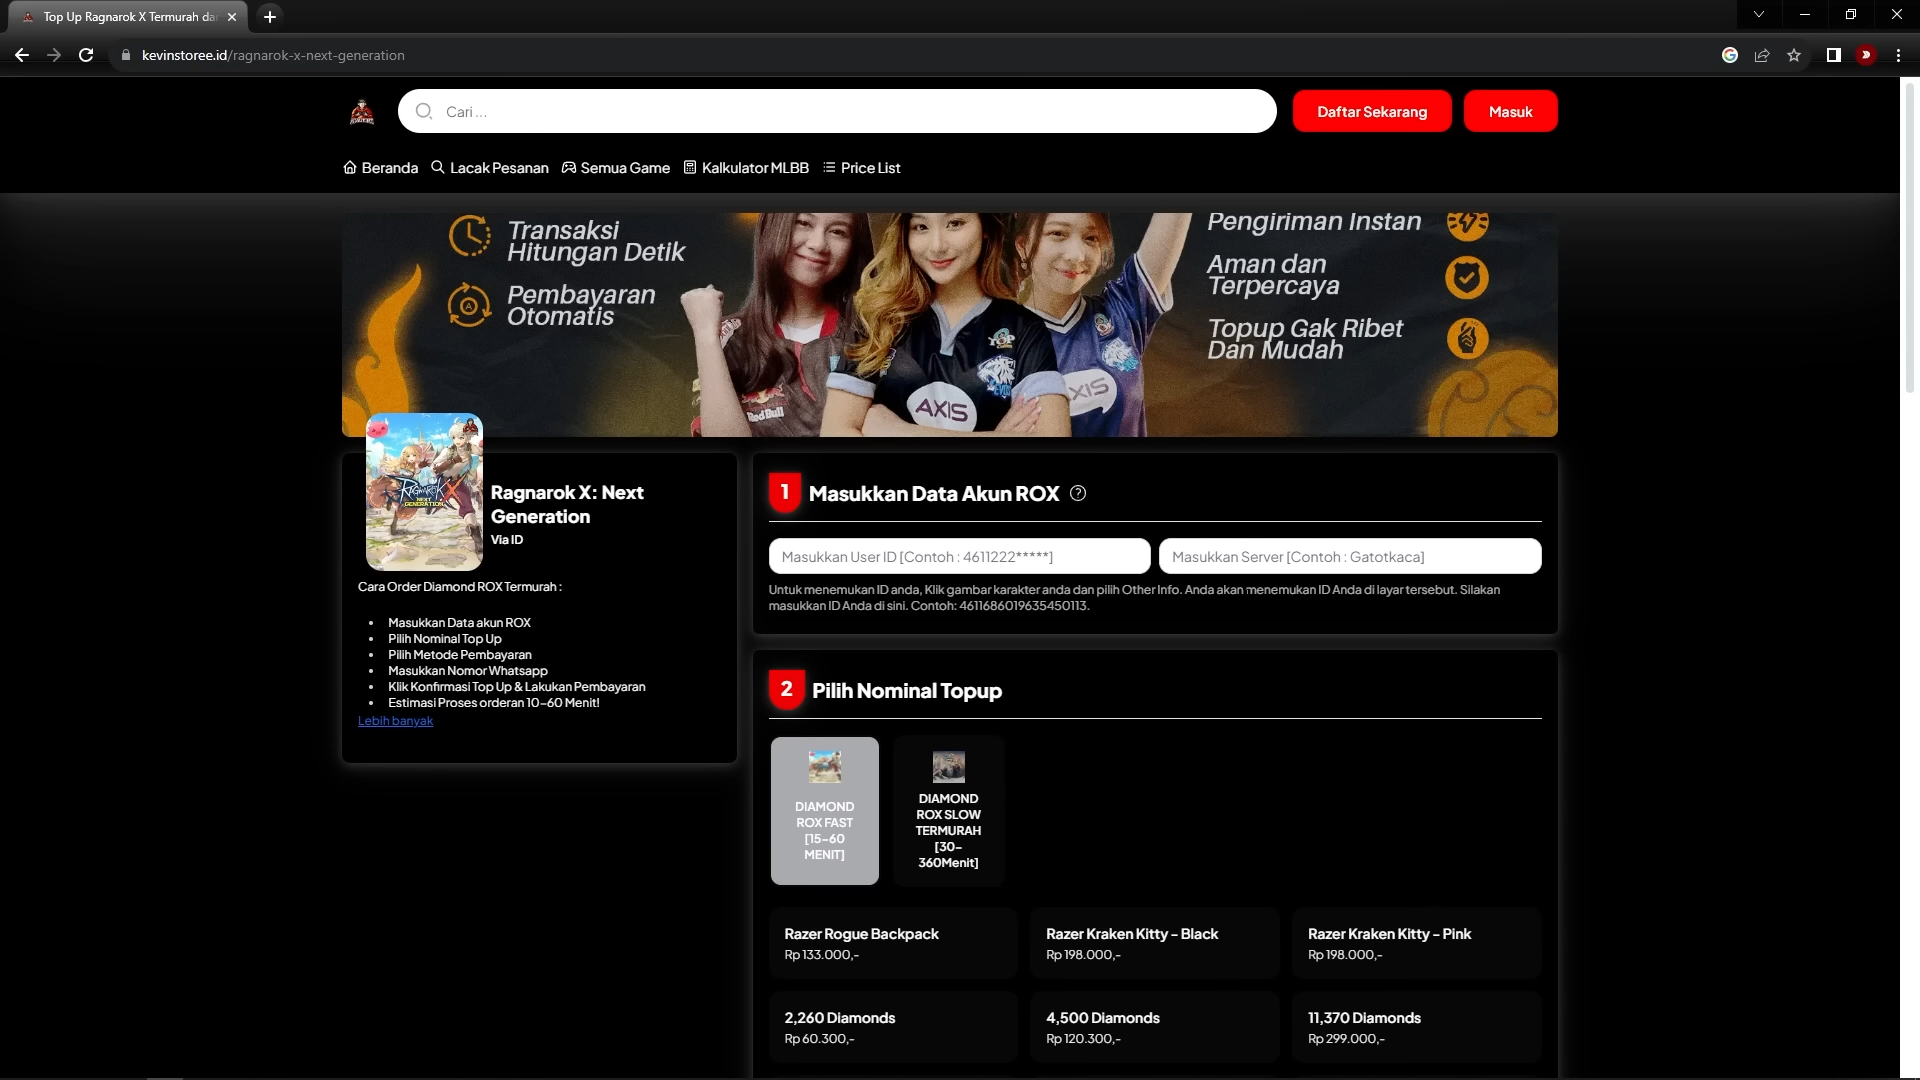 Top Up Ragnarok X Termurah dar
kevinstoree.id/ragnarok-x-next-generation
Cari ...
Daftar Sekarang
Masuk
Beranda
Lacak Pesanan
Semua Game
Kalkulator MLBB
Price List
Transaksi
Hitungan Detik
Pembayaran
Otomatis
Pengiriman Instan
Aman dan
Terpercaya
Topup Gak Ribet
Dan Mudah
Red Bull
AXIS
AXIS
RAGNAROK X
NEXT
GENERATION
Ragnarok X: Next
Generation
Via ID
Cara Order Diamond ROX Termurah :
• Masukkan Data akun ROX
• Pilih Nominal Top Up
• Pilih Metode Pembayaran
• Masukkan Nomor Whatsapp
• Klik Konfirmasi Top Up & Lakukan Pembayaran
• Estimasi Proses orderan 10-60 Menit!
Lebih banyak
1
Masukkan Data Akun ROX
Masukkan User ID [Contoh : 4611222*****]
Masukkan Server [Contoh : Gatotkaca]
Untuk menemukan ID anda, Klik gambar karakter anda dan pilih Other Info. Anda akan menemukan ID Anda di layar tersebut. Silakan
masukkan ID Anda di sini. Contoh: 4611686019635450113.
2
Pilih Nominal Topup
DIAMOND
ROX FAST
[15-60
MENIT]
DIAMOND
ROX SLOW
TERMURAH
[30-
360Menit]
Razer Rogue Backpack
Rp 133.000,-
Razer Kraken Kitty - Black
Rp 198.000,-
Razer Kraken Kitty - Pink
Rp 198.000,-
2,260 Diamonds
Rp 60.300,-
4,500 Diamonds
Rp 120.300,-
11,370 Diamonds
Rp 299.000,-